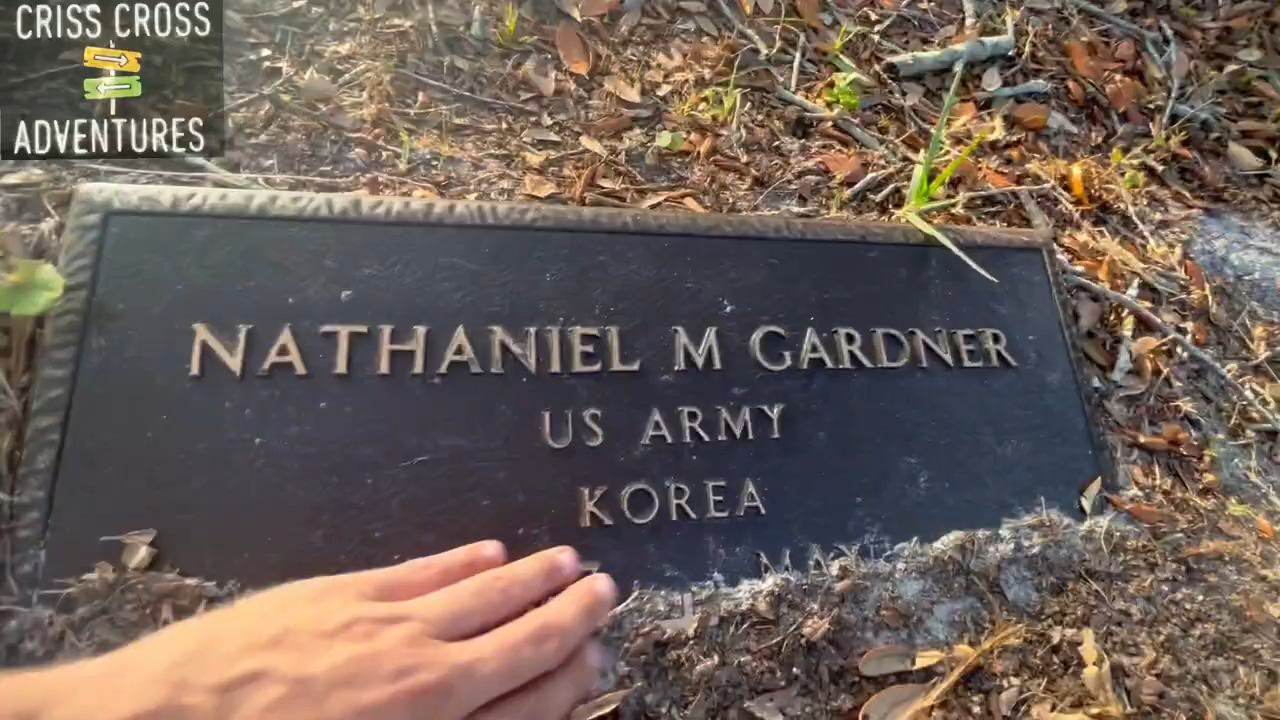 CRISS CROSS
ADVENTURES
NATHANIEL M GARDNER
US ARMY
KOREA